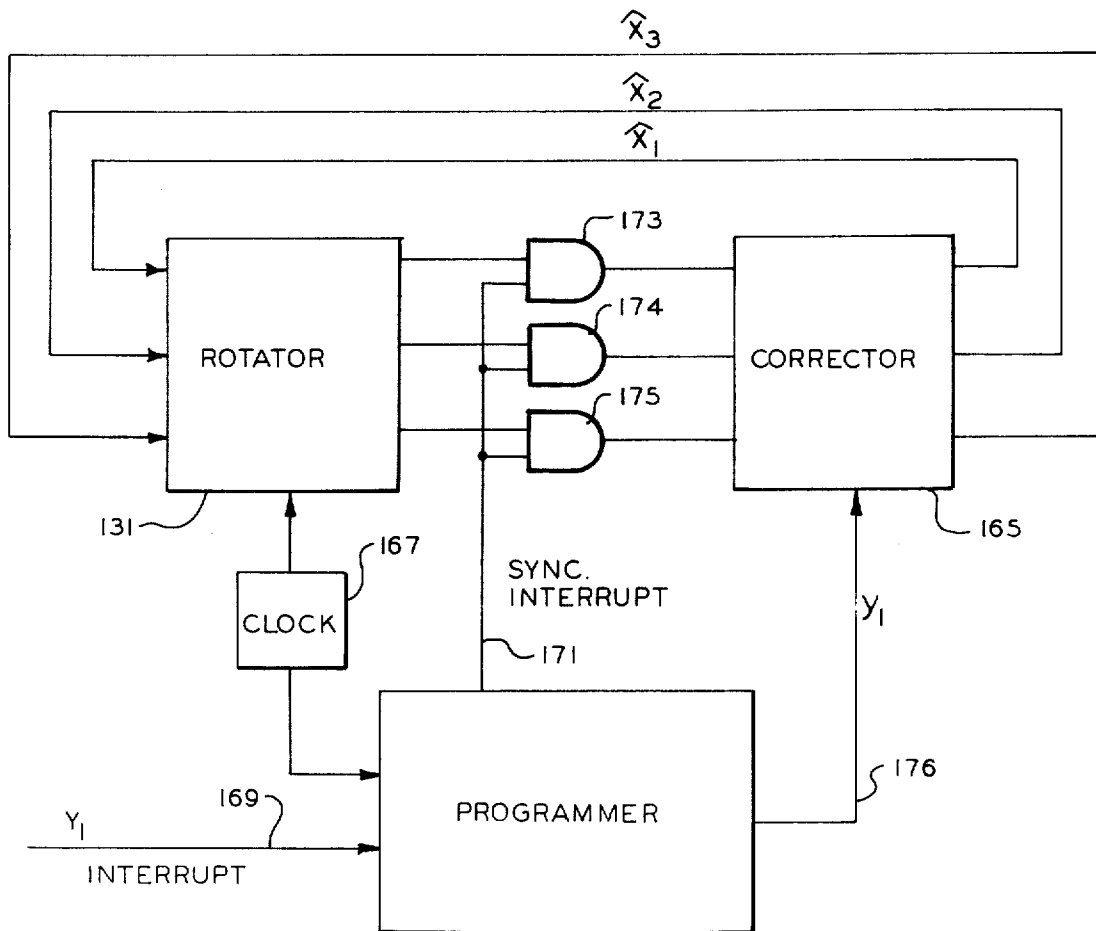 X̂3
X̂2
X̂1
173
174
175
ROTATOR
CORRECTOR
131
167
165
CLOCK
SYNC.
INTERRUPT
171
y1
176
169
Y1
INTERRUPT
PROGRAMMER